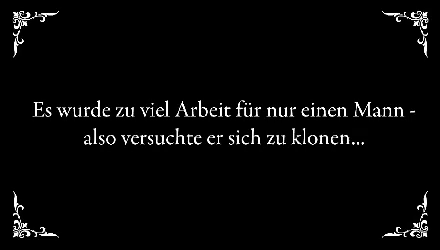 Es wurde zu viel Arbeit für nur einen Mann -
also versuchte er sich zu klonen...